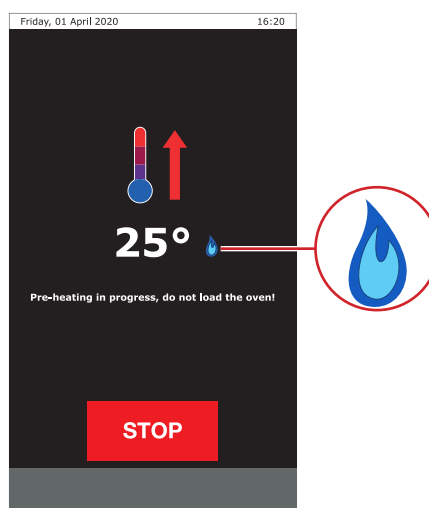 Friday, 01 April 2020 16:20
25°
Pre-heating in progress, do not load the oven!
STOP